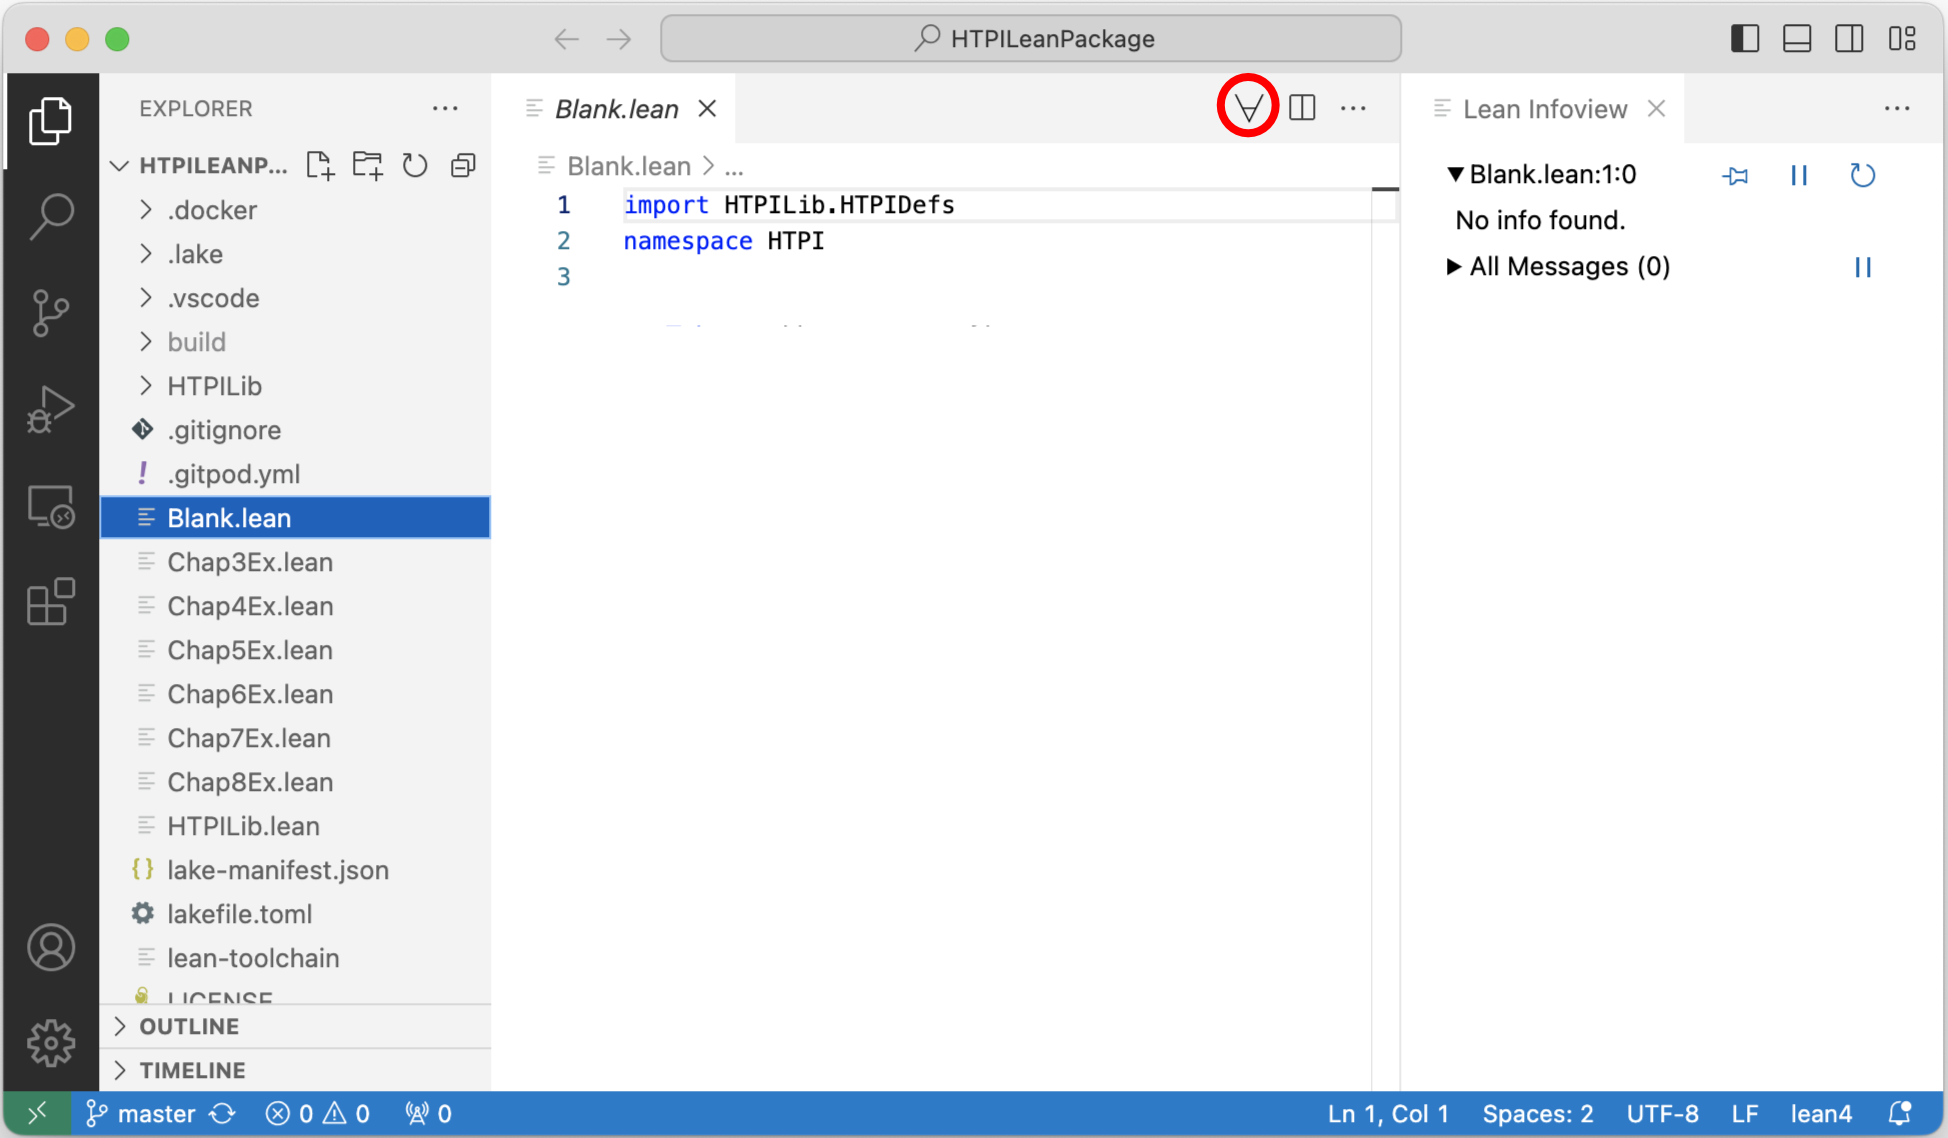 HTPILeanPackage
EXPLORER
HTPILEANP...
.docker
.lake
.vscode
build
HTPILib
.gitignore
.gitpod.yml
Blank.lean
Chap3Ex.lean
Chap4Ex.lean
Chap5Ex.lean
Chap6Ex.lean
Chap7Ex.lean
Chap8Ex.lean
HTPILib.lean
lake-manifest.json
lakefile.toml
lean-toolchain
LICENSE
OUTLINE
TIMELINE
Blank.lean
Blank.lean > ...
1 import HTPILib.HTPIDefs
2 namespace HTPI
3
Lean Infoview
▼Blank.lean:1:0
No info found.
▶All Messages (0)
master 0 0 0 Ln 1, Col 1 Spaces: 2 UTF-8 LF lean4